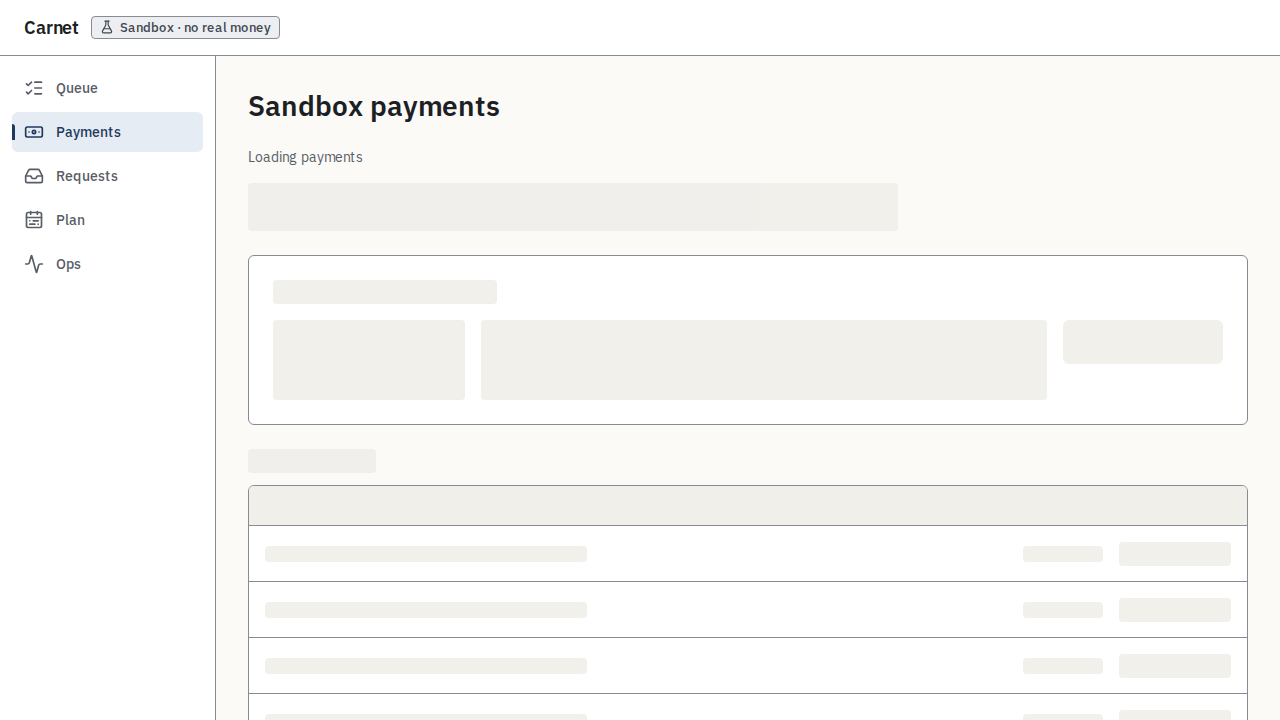 Carnet
Sandbox · no real money
Queue
Payments
Requests
Plan
Ops
Sandbox payments
Loading payments